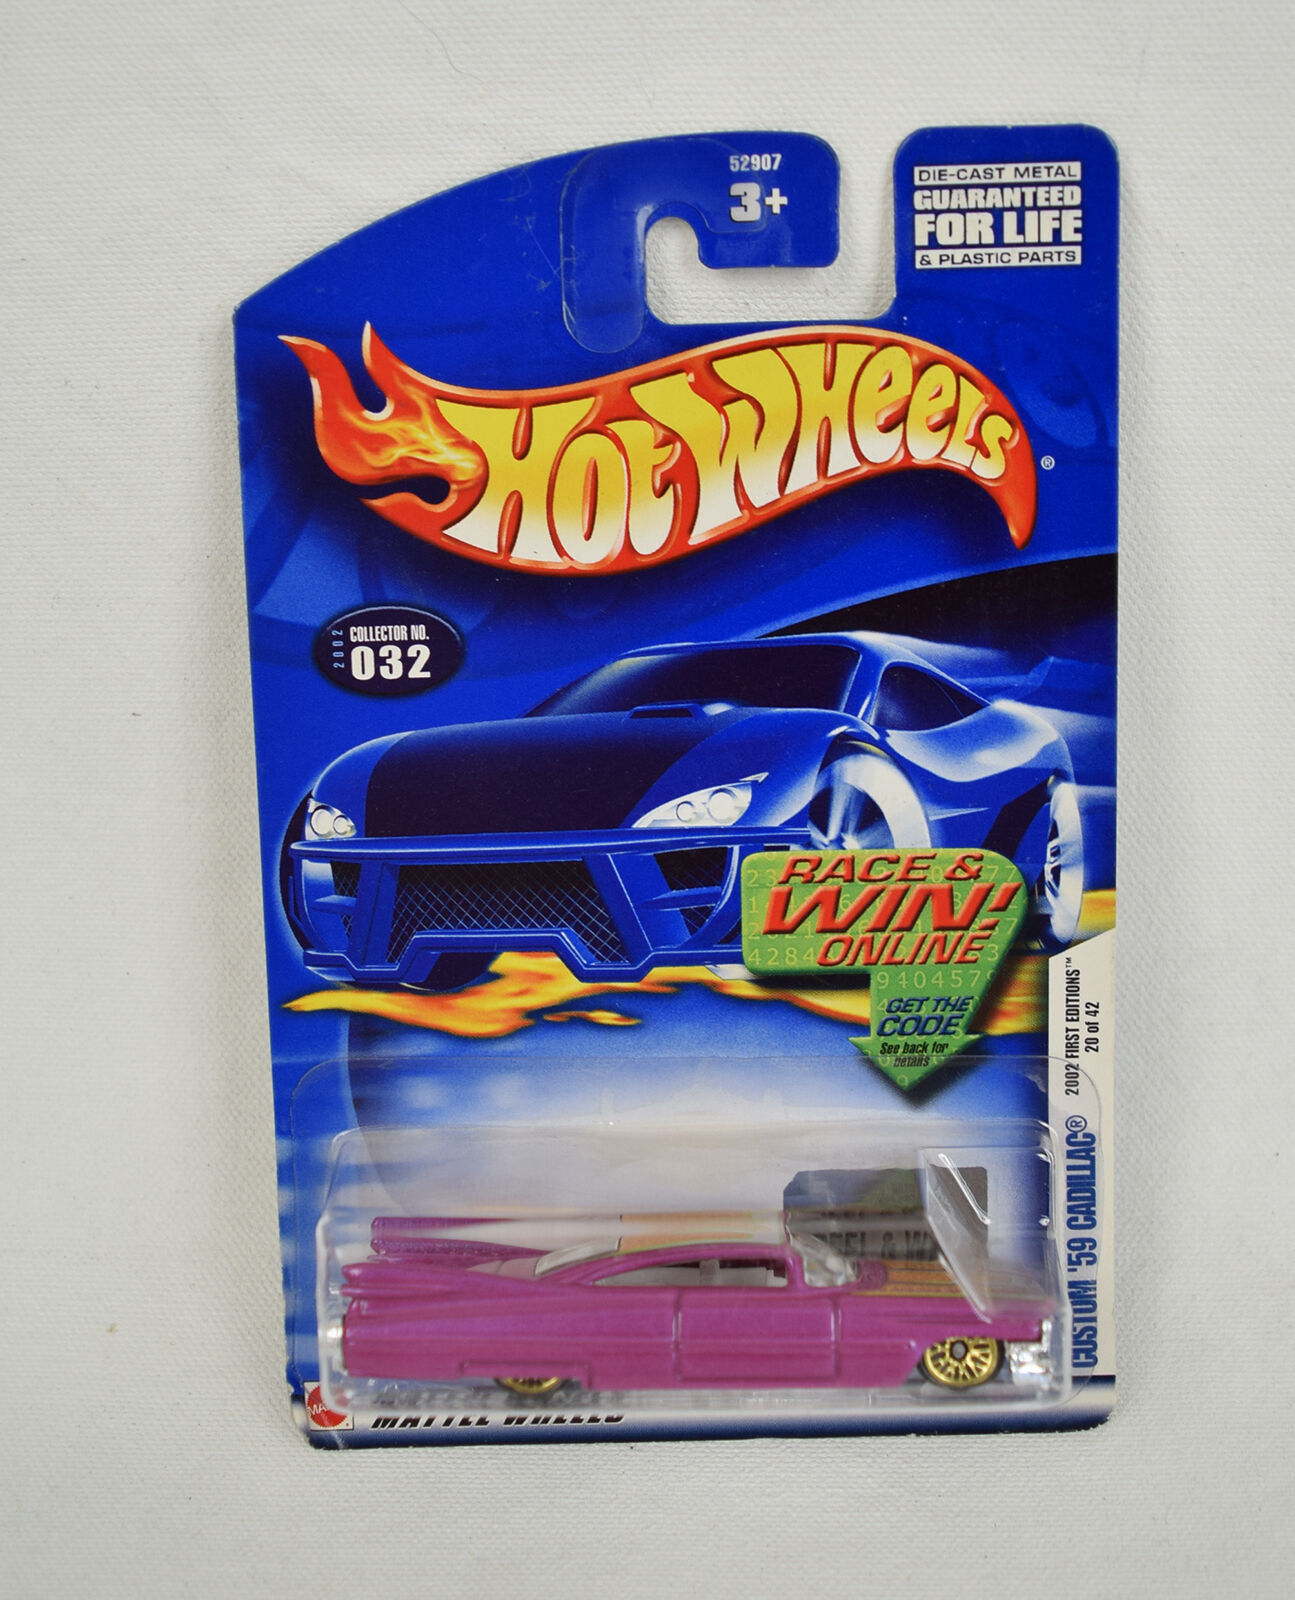 52907
3+
DIE-CAST METAL
GUARANTEED
FOR LIFE
& PLASTIC PARTS
HOT WHEELS®
2002
COLLECTOR NO.
032
RACE &
WIN!
ONLINE
GET THE
CODE
See back for
details
2002 FIRST EDITIONS™
20 of 42
CUSTOM '59 CADILLAC®
MATTEL WHEELS